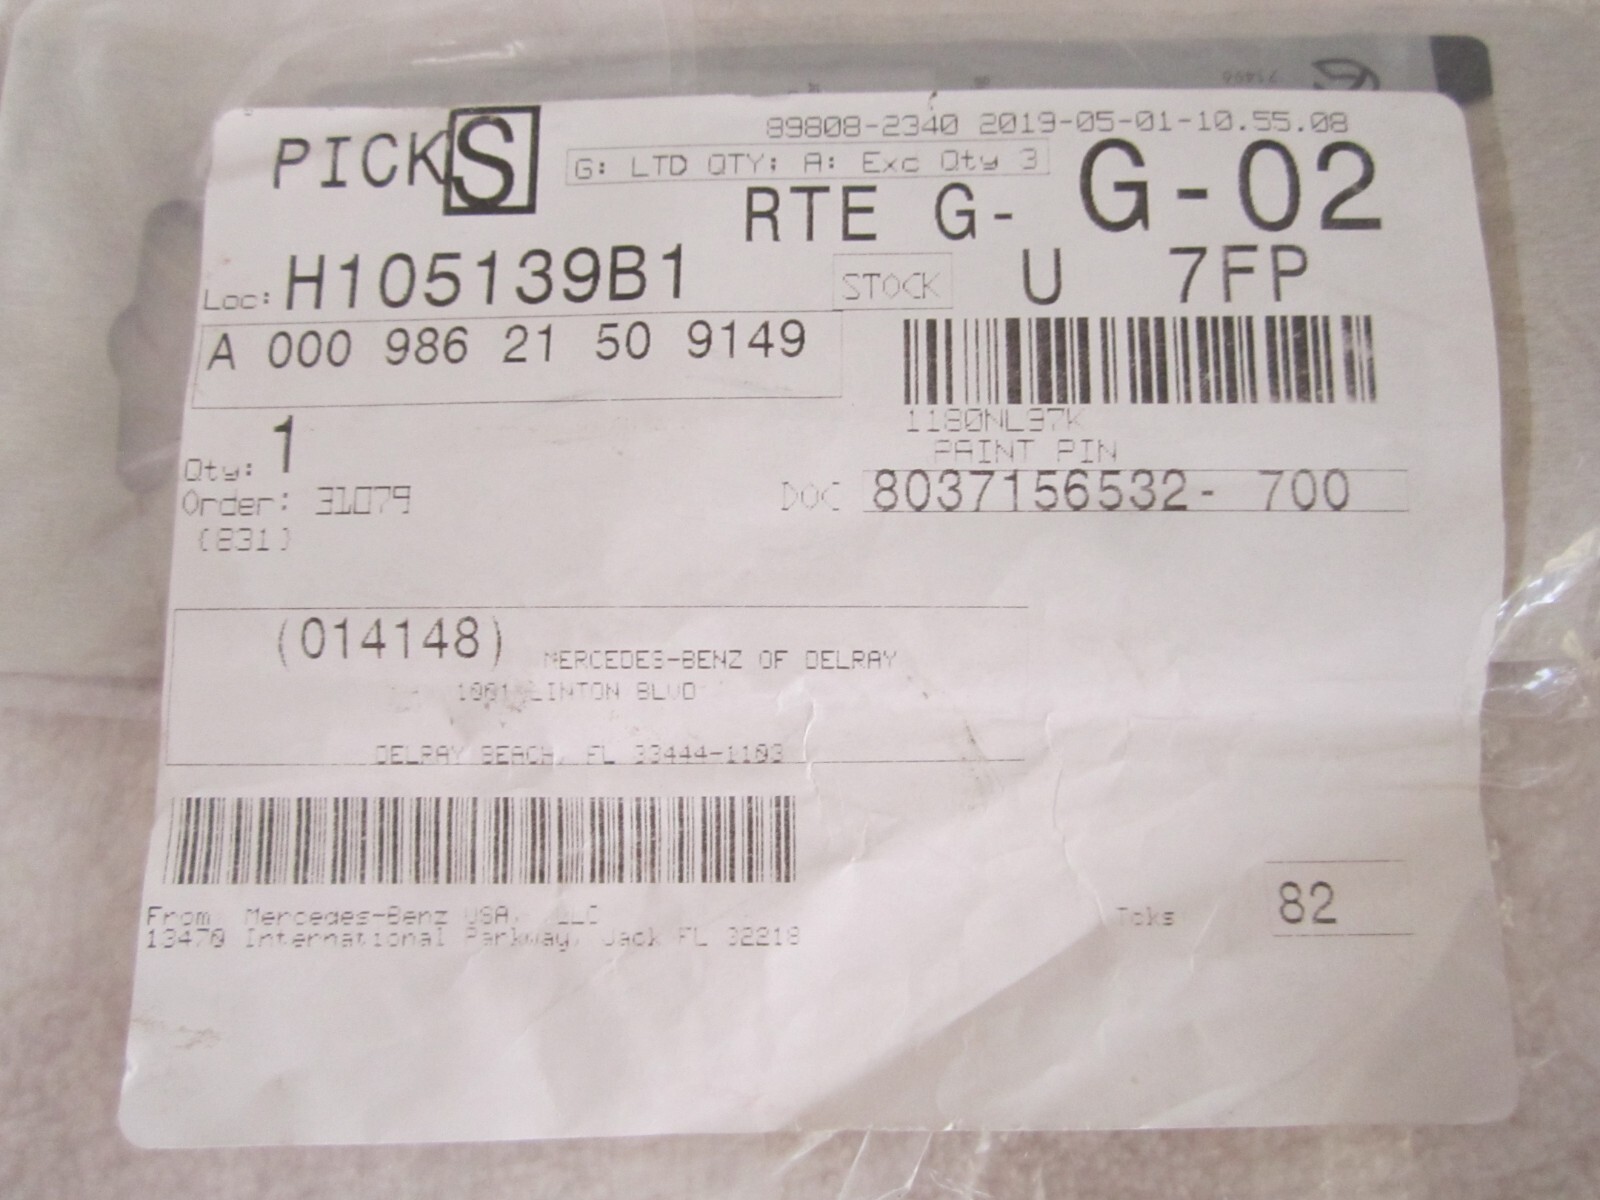 89808-2340 2019-05-01-10.55.08
PICK S
G: LTD QTY; A: Exc Qty 3
RTE G- G-02
Loc: H105139B1 STOCK U 7FP
A 000 986 21 50 9149
1180NL97K
PAINT PIN
Qty: 1
DOC 8037156532- 700
Order: 31079
(831)
(014148) MERCEDES-BENZ OF DELRAY
1001 LINTON BLVD
DELRAY BEACH, FL 33444-1103
From Mercedes-Benz USA, LLC
13470 International Parkway, Jack FL 32218
Tcks 82